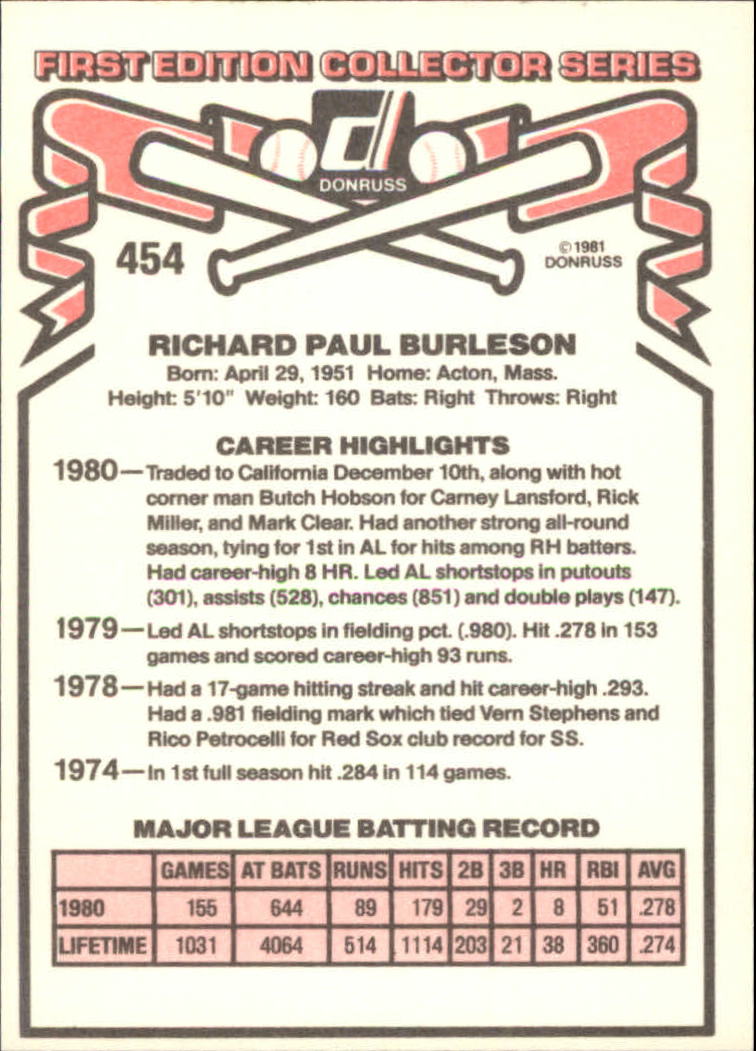 FIRST EDITION COLLECTOR SERIES
d
DONRUSS
454
©1981
DONRUSS
RICHARD PAUL BURLESON
Born: April 29, 1951 Home: Acton, Mass.
Height: 5'10" Weight: 160 Bats: Right Throws: Right
CAREER HIGHLIGHTS
1980—Traded to California December 10th, along with hot
corner man Butch Hobson for Carney Lansford, Rick
Miller, and Mark Clear. Had another strong all-round
season, tying for 1st in AL for hits among RH batters.
Had career-high 8 HR. Led AL shortstops in putouts
(301), assists (528), chances (851) and double plays (147).
1979—Led AL shortstops in fielding pct. (.980). Hit .278 in 153
games and scored career-high 93 runs.
1978—Had a 17-game hitting streak and hit career-high .293.
Had a .981 fielding mark which tied Vern Stephens and
Rico Petrocelli for Red Sox club record for SS.
1974—In 1st full season hit .284 in 114 games.
MAJOR LEAGUE BATTING RECORD
GAMES AT BATS RUNS HITS 2B 3B HR RBI AVG
1980 155 644 89 179 29 2 8 51 .278
LIFETIME 1031 4064 514 1114 203 21 38 360 .274